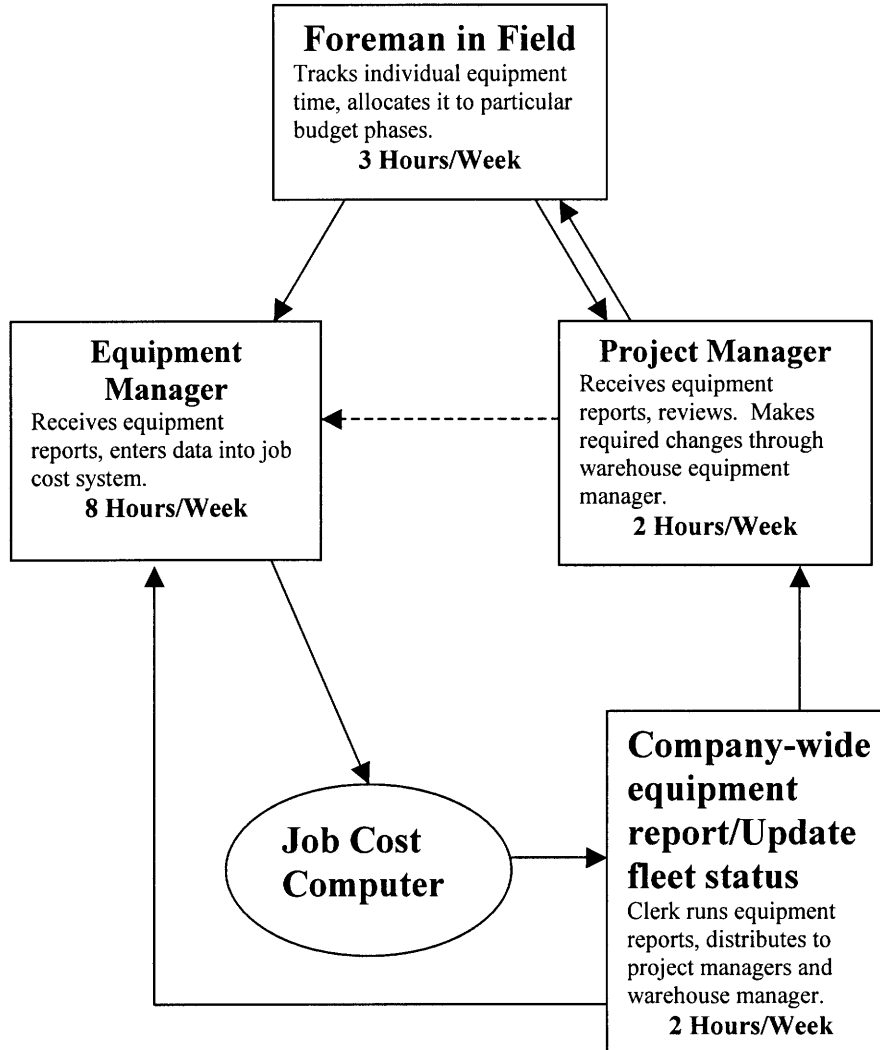 Foreman in Field
Tracks individual equipment
time, allocates it to particular
budget phases.
3 Hours/Week
Equipment
Manager
Receives equipment
reports, enters data into job
cost system.
8 Hours/Week
Project Manager
Receives equipment
reports, reviews. Makes
required changes through
warehouse equipment
manager.
2 Hours/Week
Job Cost
Computer
Company-wide
equipment
report/Update
fleet status
Clerk runs equipment
reports, distributes to
project managers and
warehouse manager.
2 Hours/Week